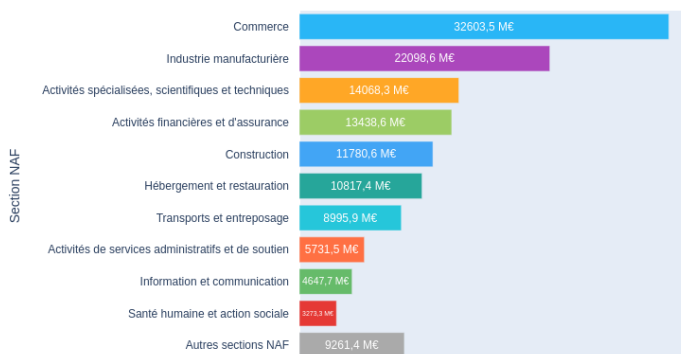 Section NAF
Commerce 32603,5 M€
Industrie manufacturière 22098,6 M€
Activités spécialisées, scientifiques et techniques 14068,3 M€
Activités financières et d'assurance 13438,6 M€
Construction 11780,6 M€
Hébergement et restauration 10817,4 M€
Transports et entreposage 8995,9 M€
Activités de services administratifs et de soutien 5731,5 M€
Information et communication 4647,7 M€
Santé humaine et action sociale 3273,3 M€
Autres sections NAF 9261,4 M€